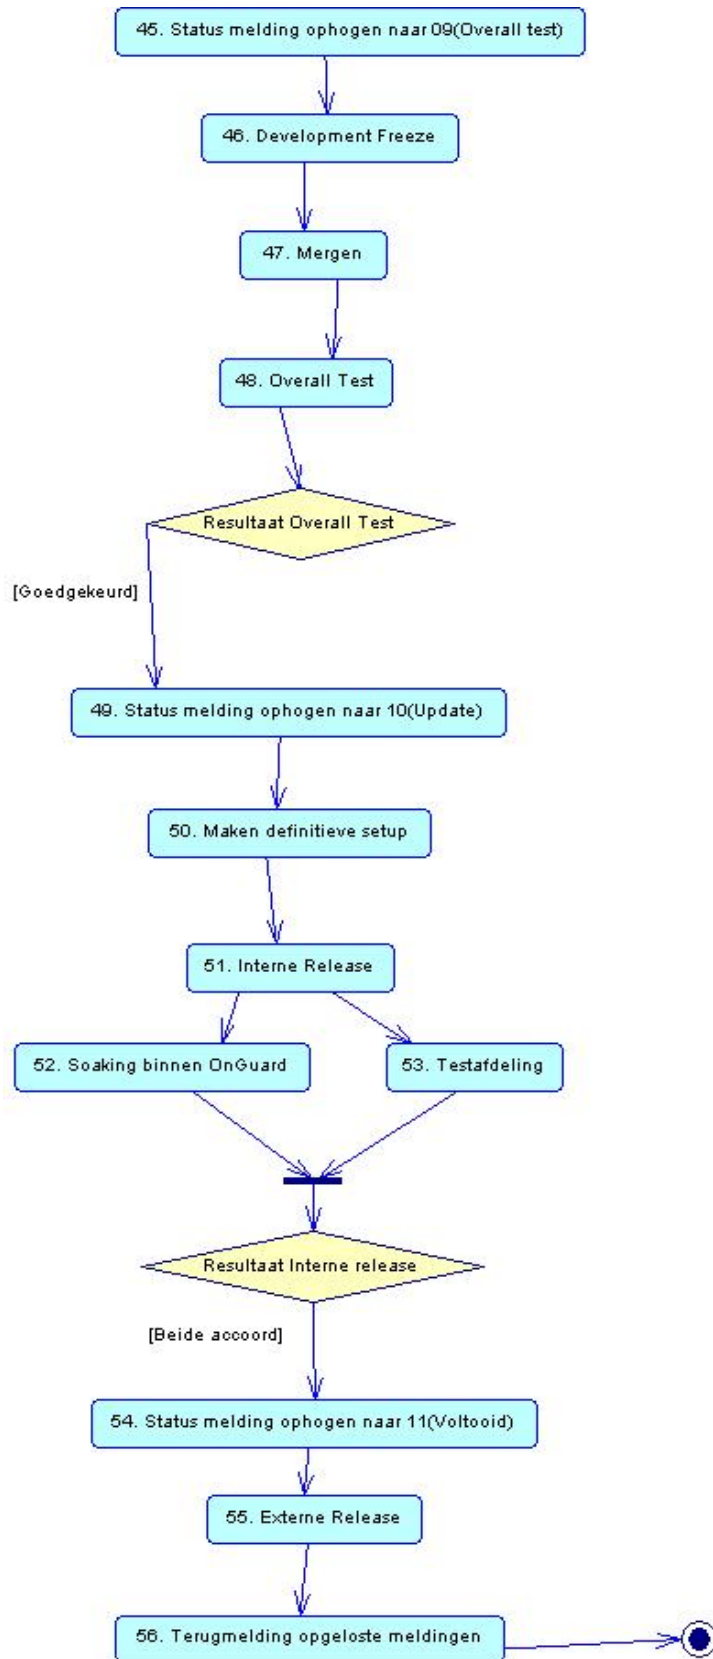 45. Status melding ophogen naar 09(Overall test)
46. Development Freeze
47. Mergen
48. Overall Test
Resultaat Overall Test
[Goedgekeurd]
49. Status melding ophogen naar 10(Update)
50. Maken definitieve setup
51. Interne Release
52. Soaking binnen OnGuard
53. Testafdeling
Resultaat Interne release
[Beide accoord]
54. Status melding ophogen naar 11(Voltooid)
55. Externe Release
56. Terugmelding opgeloste meldingen